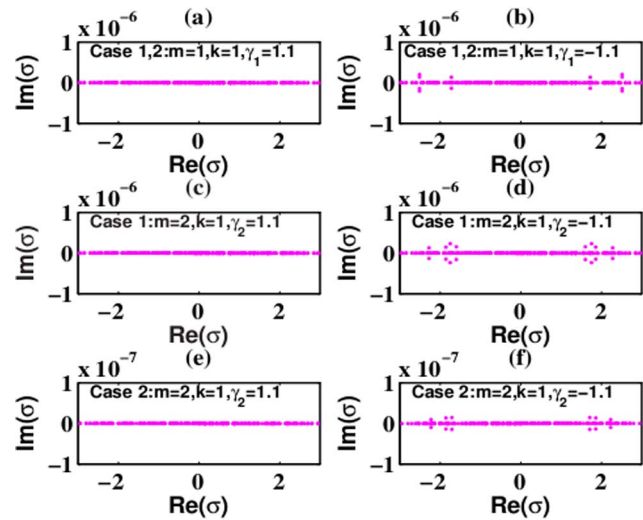 (a) (b)
x 10⁻⁶ x 10⁻⁶
1 Case 1,2:m=1,k=1,γ₁=1.1 1 Case 1,2:m=1,k=1,γ₁=−1.1
Im(σ) 0 Im(σ) 0
−1 −1
−2 0 2 −2 0 2
Re(σ) Re(σ)
(c) (d)
x 10⁻⁶ x 10⁻⁶
1 Case 1:m=2,k=1,γ₂=1.1 1 Case 1:m=2,k=1,γ₂=−1.1
Im(σ) 0 Im(σ) 0
−1 −1
−2 0 2 −2 0 2
Re(σ) Re(σ)
(e) (f)
x 10⁻⁷ x 10⁻⁷
1 Case 2:m=2,k=1,γ₂=1.1 1 Case 2:m=2,k=1,γ₂=−1.1
Im(σ) 0 Im(σ) 0
−1 −1
−2 0 2 −2 0 2
Re(σ) Re(σ)